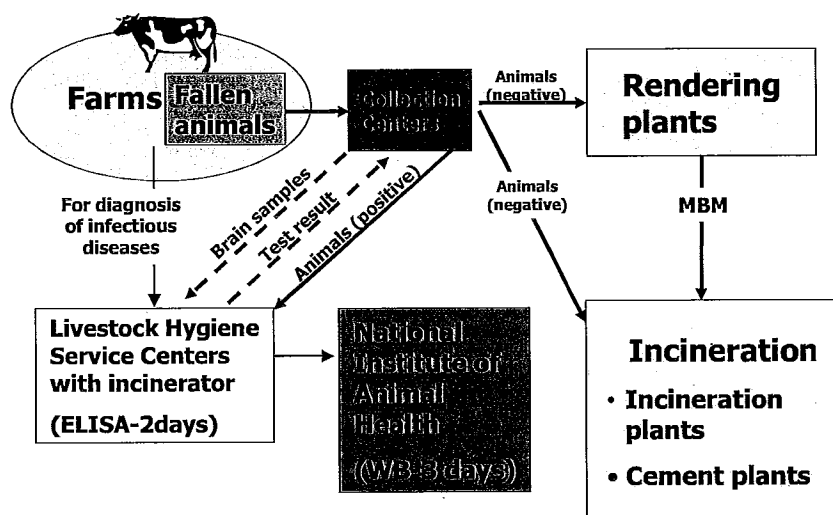 Farms
Fallen
animals
Collection
Centers
Animals
(negative)
Rendering
plants
For diagnosis
of infectious
diseases
Brain samples
Test result
Animals (positive)
Animals
(negative)
MBM
Livestock Hygiene
Service Centers
with incinerator
(ELISA-2days)
National
Institute of
Animal
Health
(WB-3 days)
Incineration
• Incineration
plants
• Cement plants